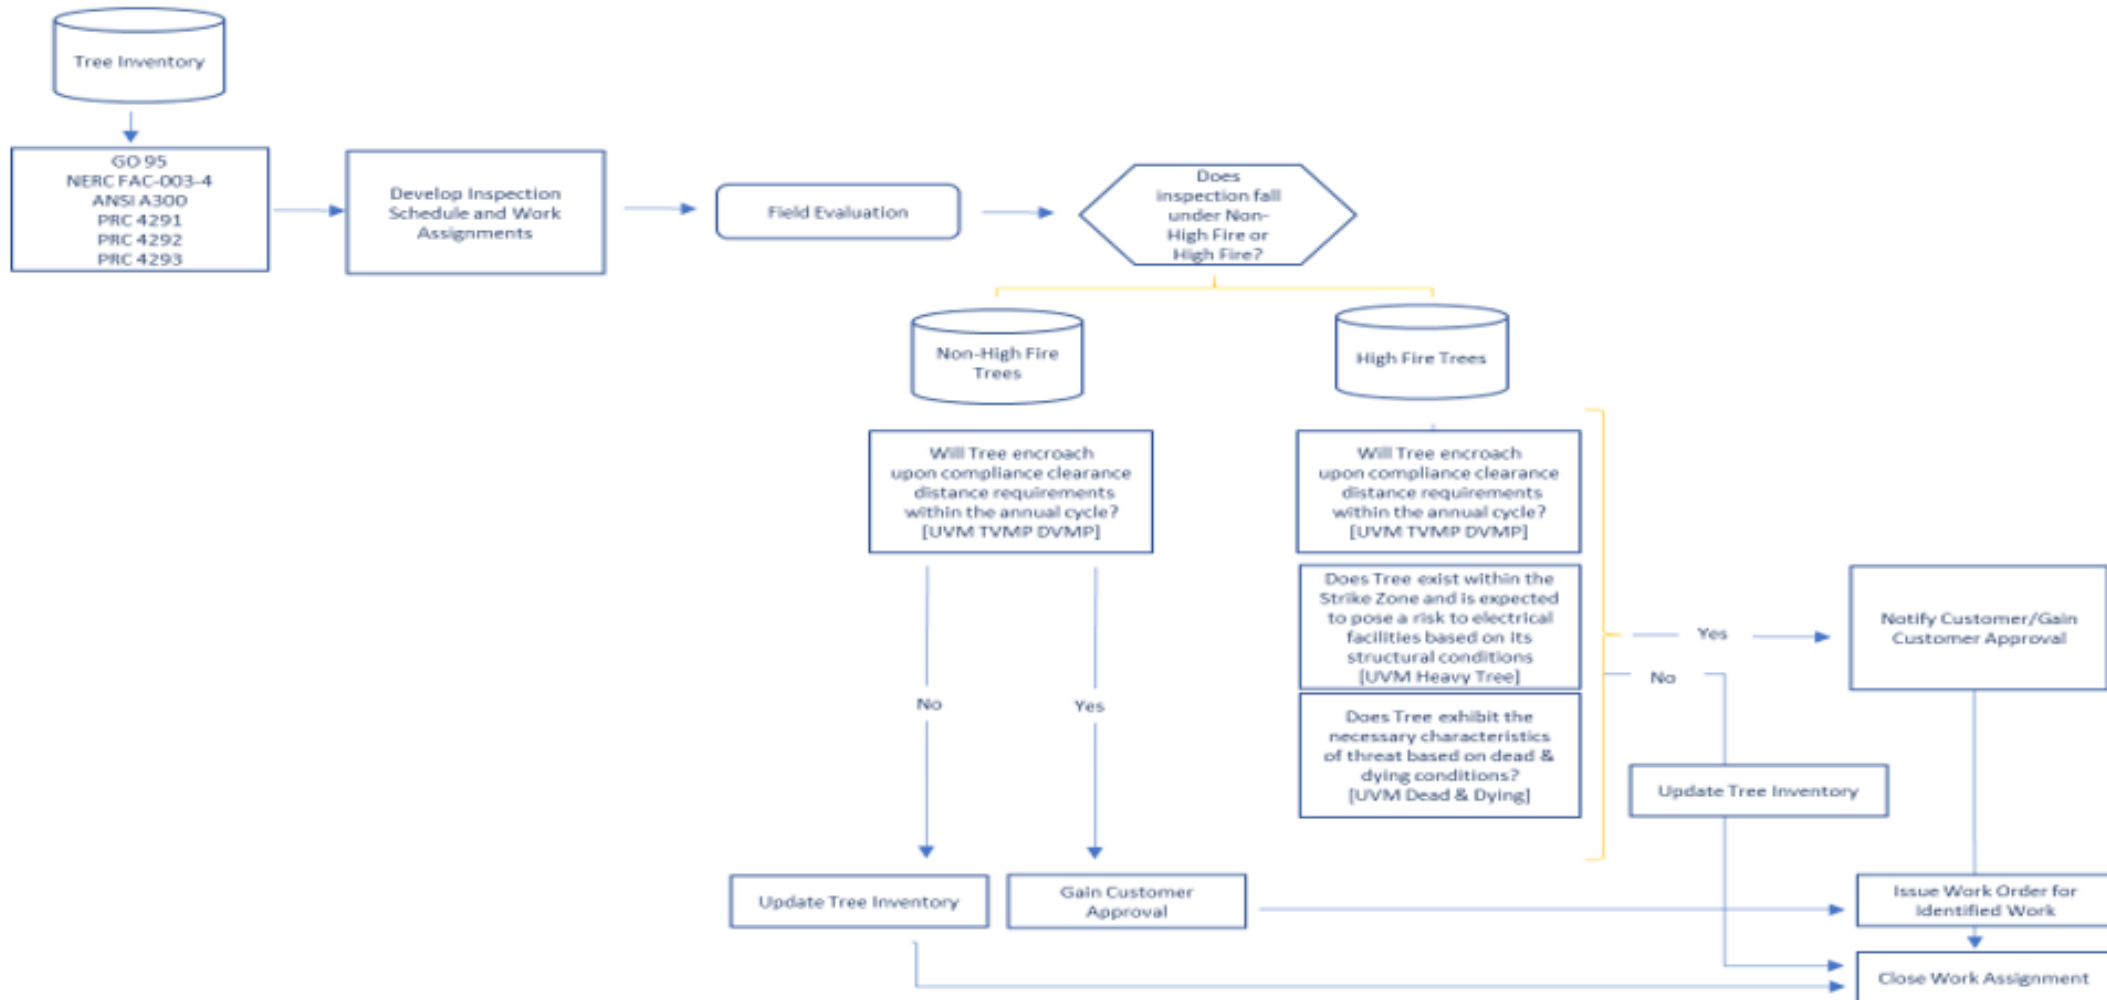 Tree Inventory
GO 95
NERC FAC-003-4
ANSI A300
PRC 4291
PRC 4292
PRC 4293
Develop Inspection
Schedule and Work
Assignments
Field Evaluation
Does
inspection fall
under Non-
High Fire or
High Fire?
Non-High Fire
Trees
High Fire Trees
Will Tree encroach
upon compliance clearance
distance requirements
within the annual cycle?
[UVM TVMP DVMP]
Will Tree encroach
upon compliance clearance
distance requirements
within the annual cycle?
[UVM TVMP DVMP]
Does Tree exist within the
Strike Zone and is expected
to pose a risk to electrical
facilities based on its
structural conditions
[UVM Heavy Tree]
Does Tree exhibit the
necessary characteristics
of threat based on dead &
dying conditions?
[UVM Dead & Dying]
Yes
No
Notify Customer/Gain
Customer Approval
No
Yes
Update Tree Inventory
Update Tree Inventory
Gain Customer
Approval
Issue Work Order for
Identified Work
Close Work Assignment